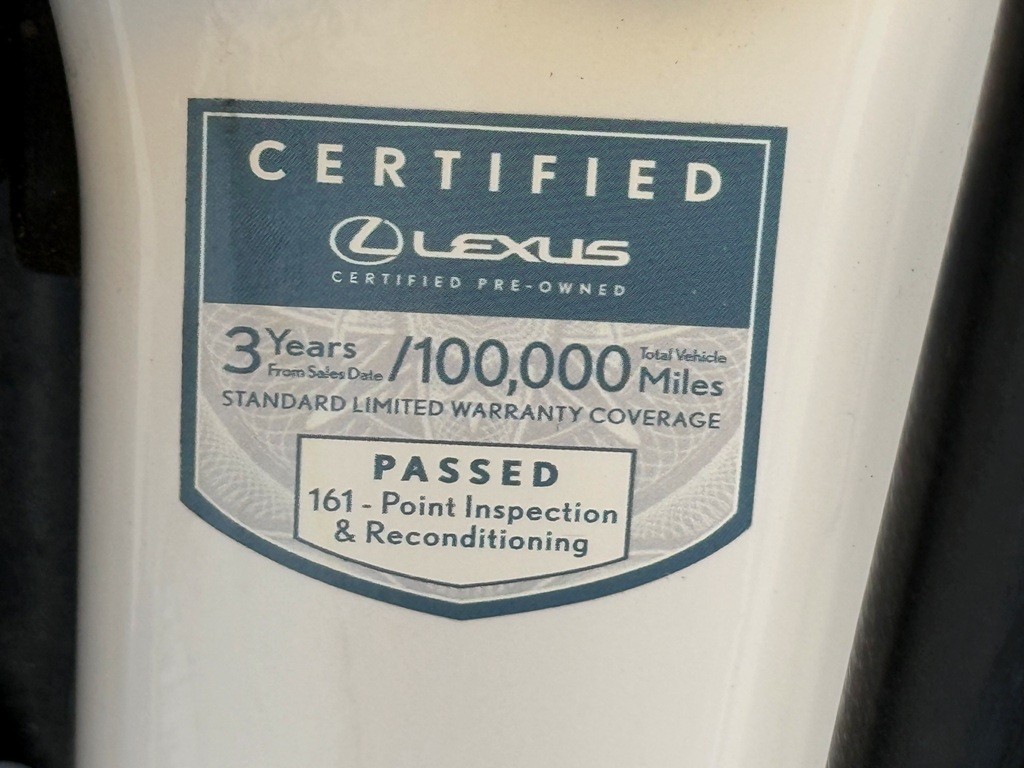 CERTIFIED
LEXUS
CERTIFIED PRE-OWNED
3 Years From Sales Date /100,000 Total Vehicle Miles
STANDARD LIMITED WARRANTY COVERAGE
PASSED
161 - Point Inspection
& Reconditioning